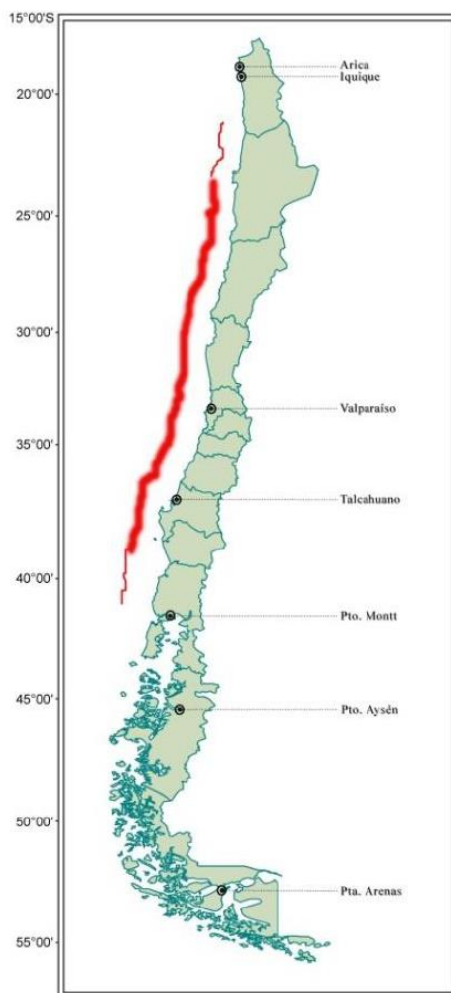 15°00'S
Arica
Iquique
20°00'
25°00'
30°00'
Valparaíso
35°00'
Talcahuano
40°00'
Pto. Montt
45°00'
Pto. Aysén
50°00'
Pta. Arenas
55°00'